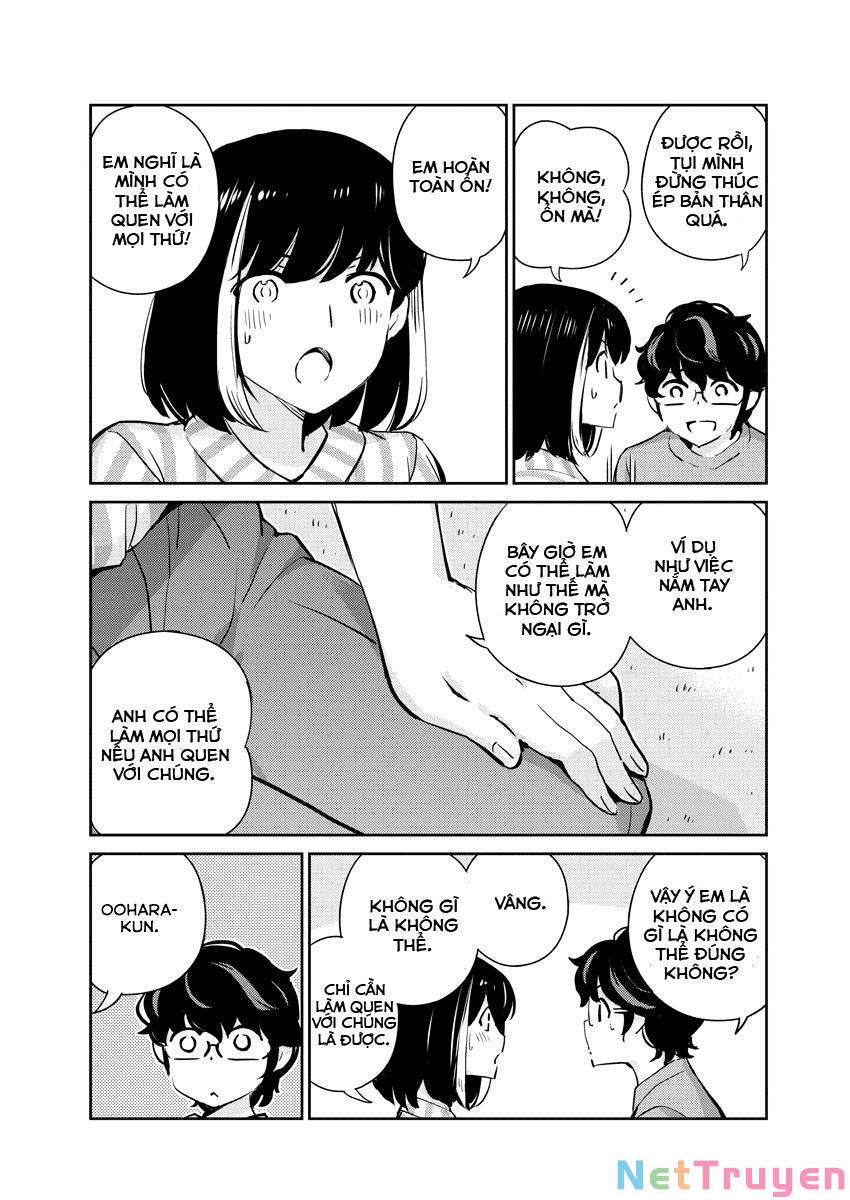 ĐƯỢC RỒI,
TỤI MÌNH
ĐỪNG THÚC
ÉP BẢN THÂN
QUÁ.
KHÔNG,
KHÔNG,
ỔN MÀ!
EM HOÀN
TOÀN ỔN!
EM NGHĨ LÀ
MÌNH CÓ
THỂ LÀM
QUEN VỚI
MỌI THỨ!
VÍ DỤ
NHƯ VIỆC
NẮM TAY
ANH.
BÂY GIỜ EM
CÓ THỂ LÀM
NHƯ THẾ MÀ
KHÔNG TRỞ
NGẠI GÌ.
ANH CÓ THỂ
LÀM MỌI THỨ
NẾU ANH QUEN
VỚI CHÚNG.
VẬY Ý EM LÀ
KHÔNG CÓ
GÌ LÀ KHÔNG
THỂ ĐÚNG
KHÔNG?
VÂNG.
KHÔNG GÌ
LÀ KHÔNG
THỂ.
CHỈ CẦN
LÀM QUEN
VỚI CHÚNG
LÀ ĐƯỢC.
OOHARA-
KUN.
NetTruyen